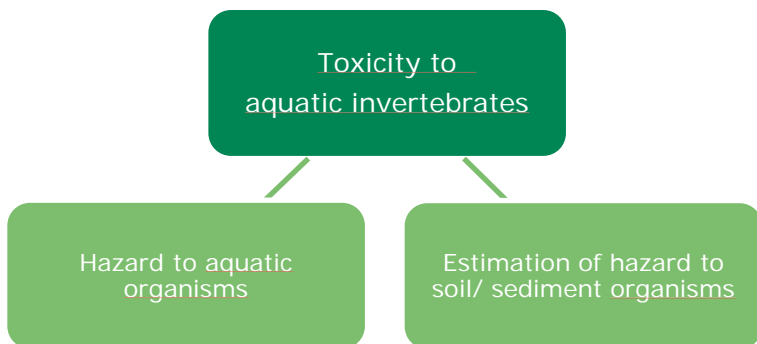 Toxicity to
aquatic invertebrates
Hazard to aquatic
organisms
Estimation of hazard to
soil/ sediment organisms